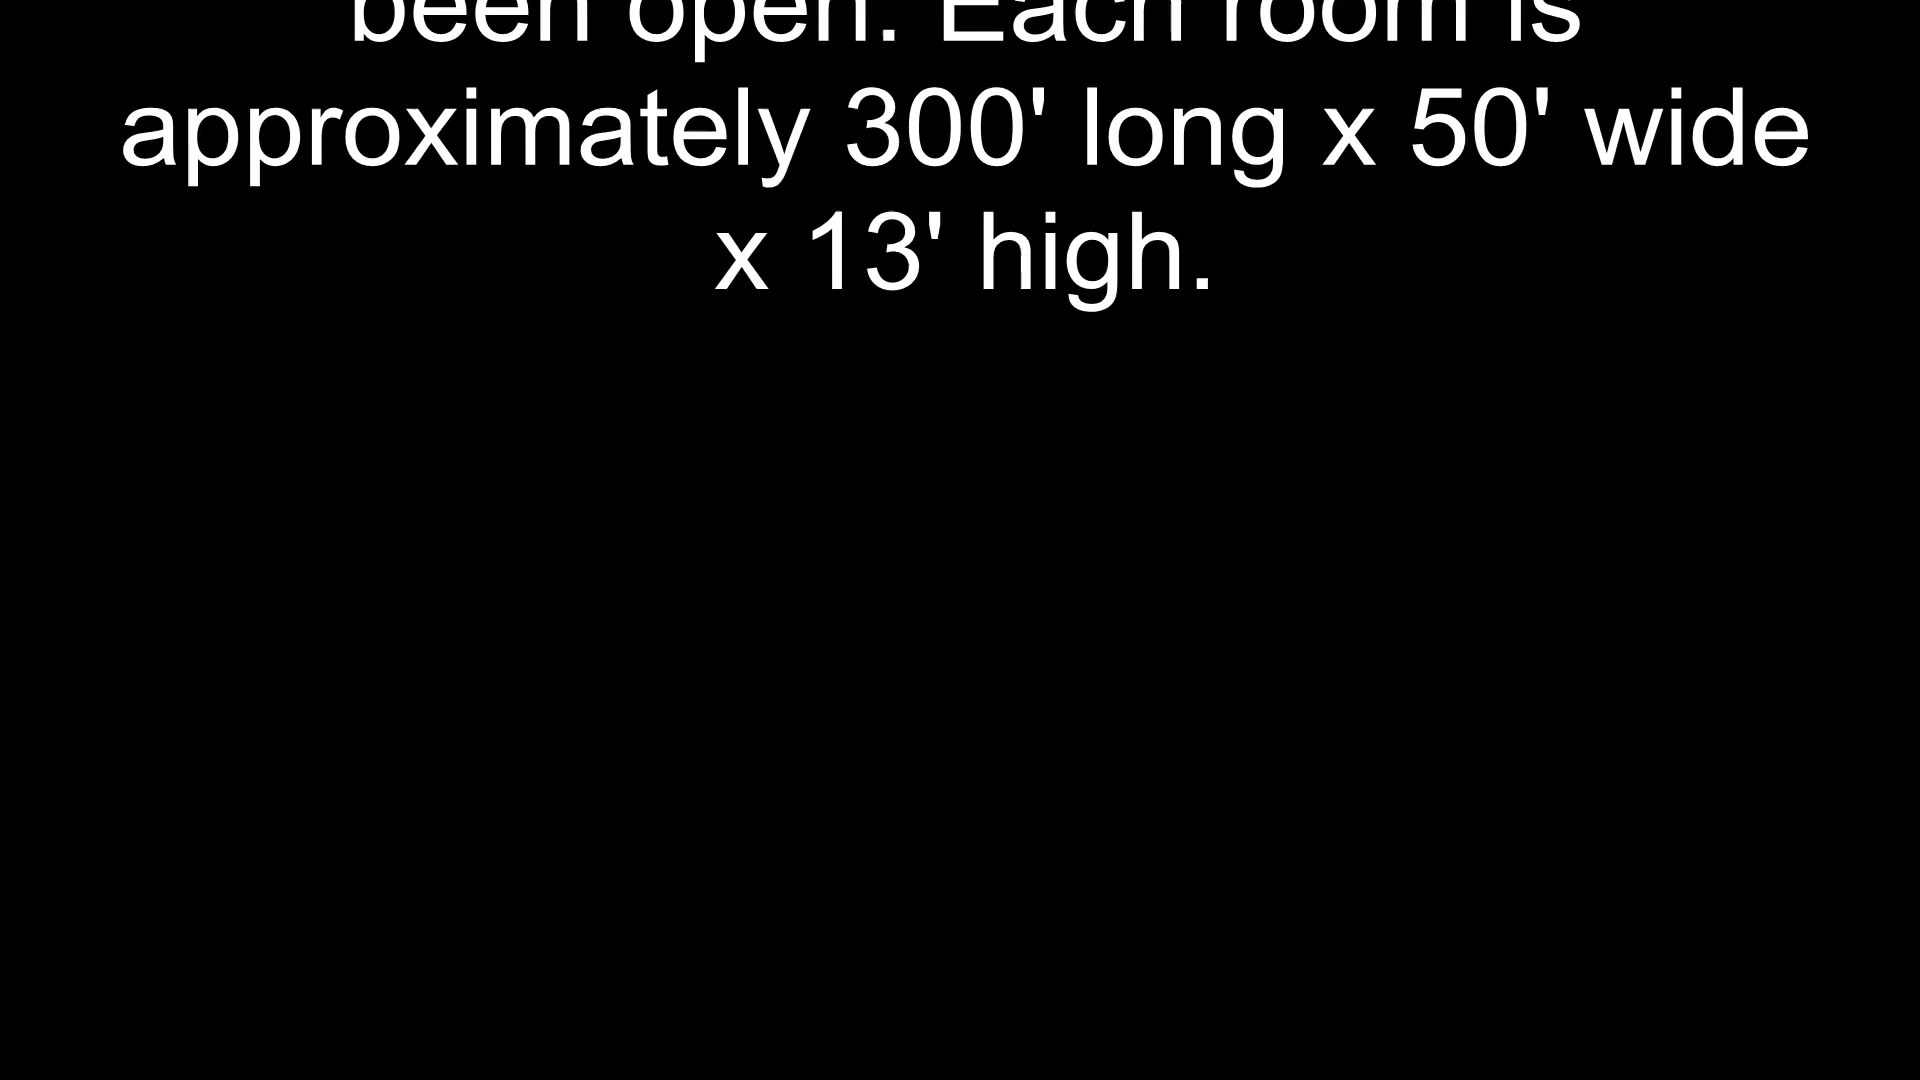 been open. Each room is
approximately 300' long x 50' wide
x 13' high.